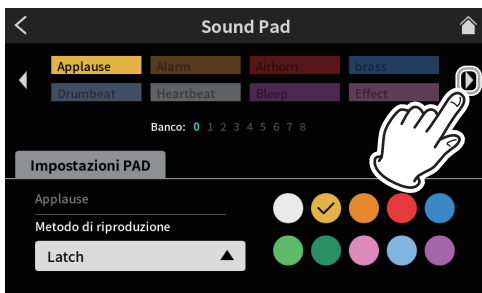 Sound Pad
Applause Alarm Airhorn brass
Drumbeat Heartbeat Bleep Effect
Banco: 0 1 2 3 4 5 6 7 8
Impostazioni PAD
Applause
Metodo di riproduzione
Latch